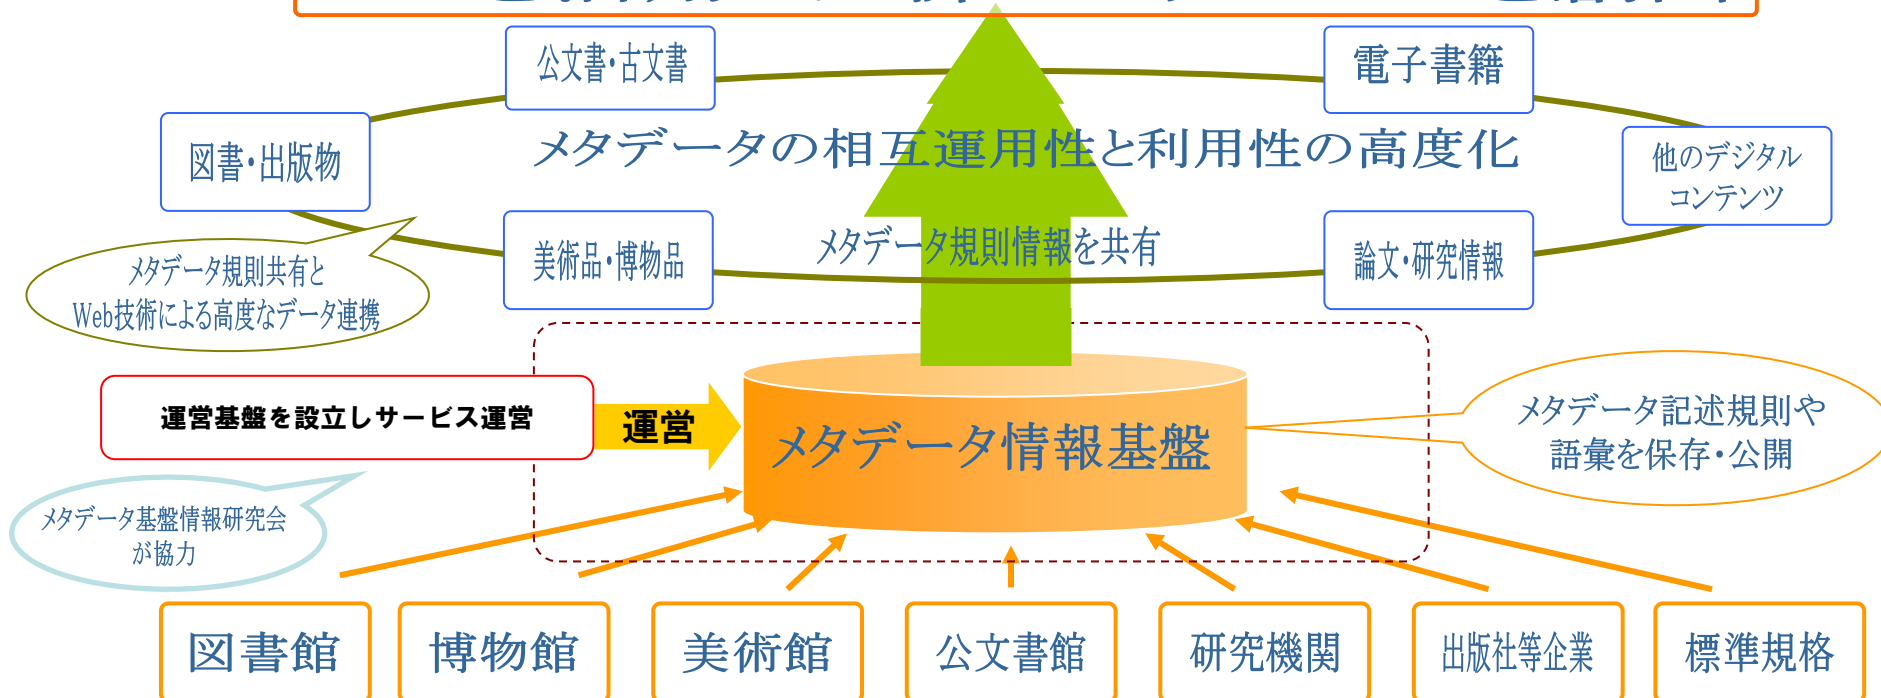 公文書・古文書
電子書籍
図書・出版物
メタデータの相互運用性と利用性の高度化
他のデジタル
コンテンツ
美術品・博物品
メタデータ規則情報を共有
論文・研究情報
メタデータ規則共有と
Web技術による高度なデータ連携
運営基盤を設立しサービス運営
運営
メタデータ情報基盤
メタデータ記述規則や
語彙を保存・公開
メタデータ基盤情報研究会
が協力
図書館
博物館
美術館
公文書館
研究機関
出版社等企業
標準規格